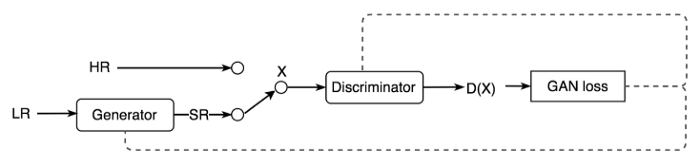 HR
X
Discriminator
D(X)
GAN loss
LR
Generator
SR